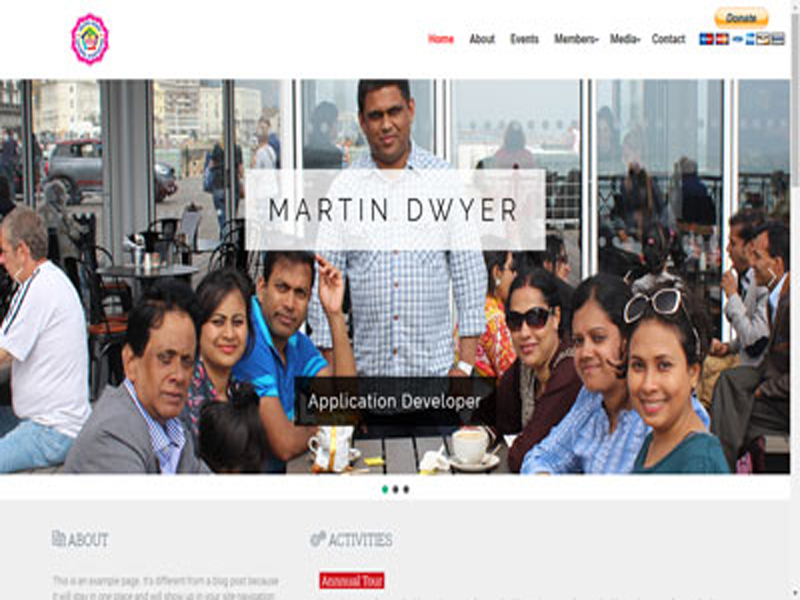 Donate
Home About Events Members Media Contact
MARTIN DWYER
Application Developer
ABOUT
This is an example page. It's different from a blog post because
it will stay in one place and will show up in your site navigation
ACTIVITIES
Annnual Tour